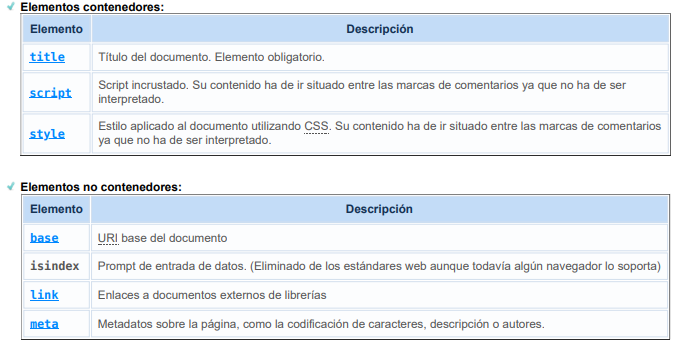 Elementos contenedores:
Elemento Descripción
title Título del documento. Elemento obligatorio.
script Script incrustado. Su contenido ha de ir situado entre las marcas de comentarios ya que no ha de ser
interpretado.
style Estilo aplicado al documento utilizando CSS. Su contenido ha de ir situado entre las marcas de comentarios
ya que no ha de ser interpretado.
Elementos no contenedores:
Elemento Descripción
base URI base del documento
isindex Prompt de entrada de datos. (Eliminado de los estándares web aunque todavía algún navegador lo soporta)
link Enlaces a documentos externos de librerías
meta Metadatos sobre la página, como la codificación de caracteres, descripción o autores.